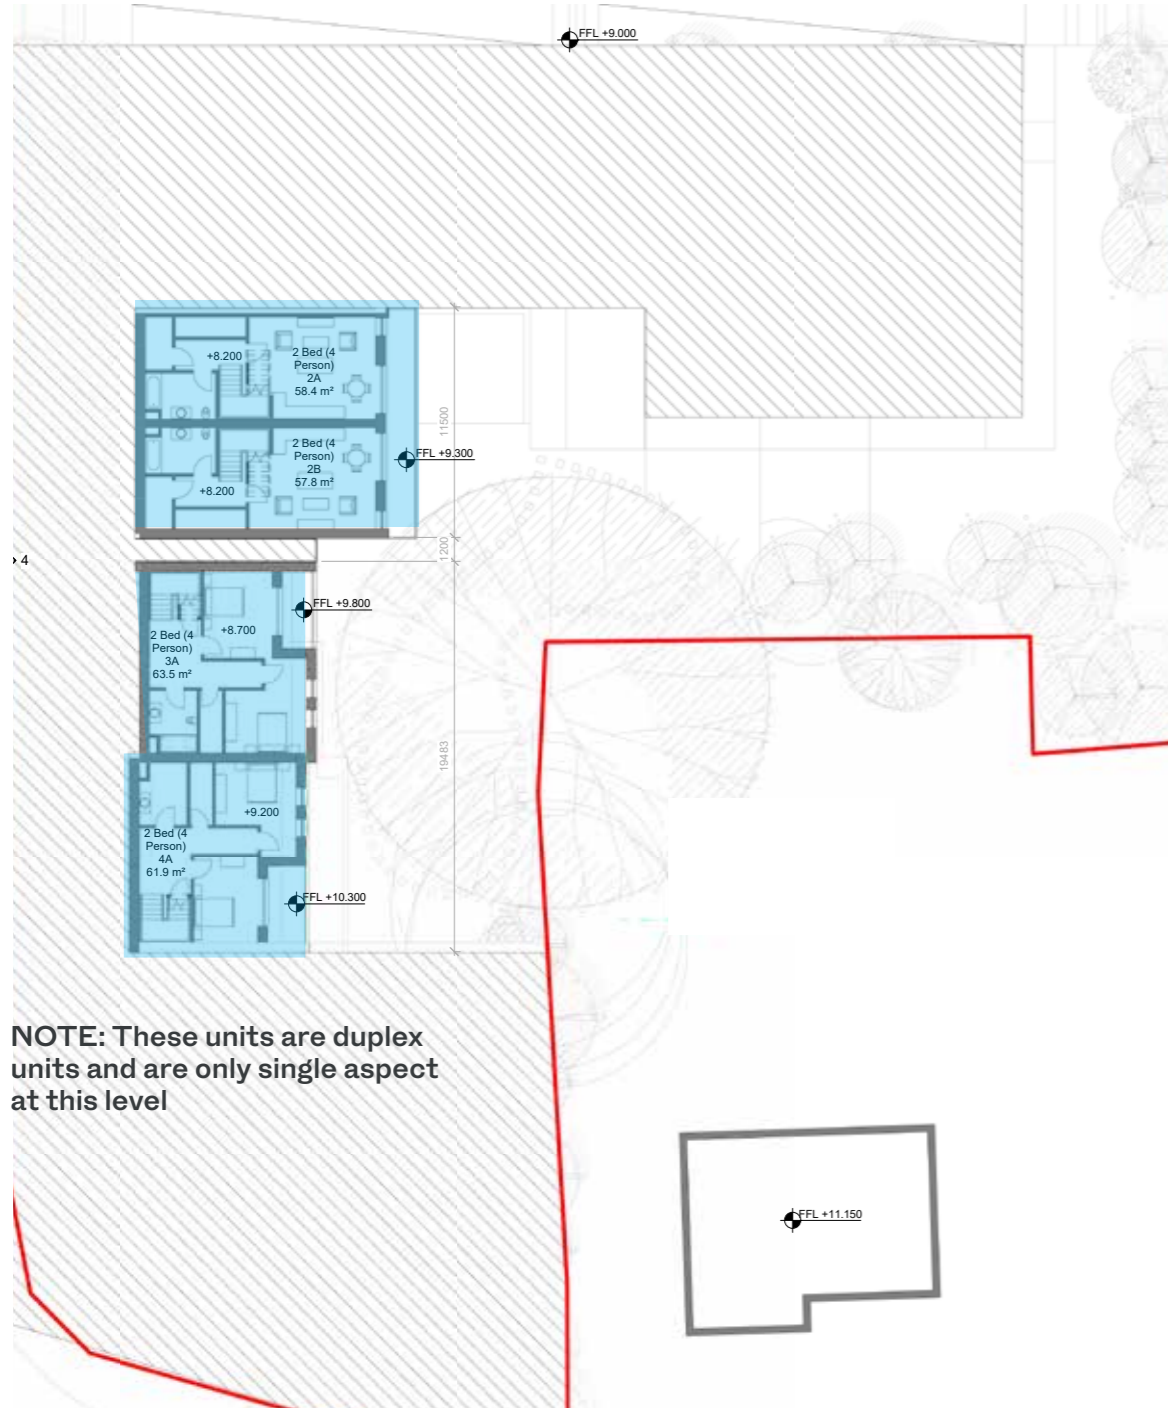 FFL +9.000
+8.200
2 Bed (4
Person)
2A
58.4 m²
11500
2 Bed (4
Person)
2B
57.8 m²
FFL +9.300
+8.200
1200
4
FFL +9.800
+8.700
2 Bed (4
Person)
3A
63.5 m²
19483
+9.200
2 Bed (4
Person)
4A
61.9 m²
FFL +10.300
NOTE: These units are duplex
units and are only single aspect
at this level
FFL +11.150